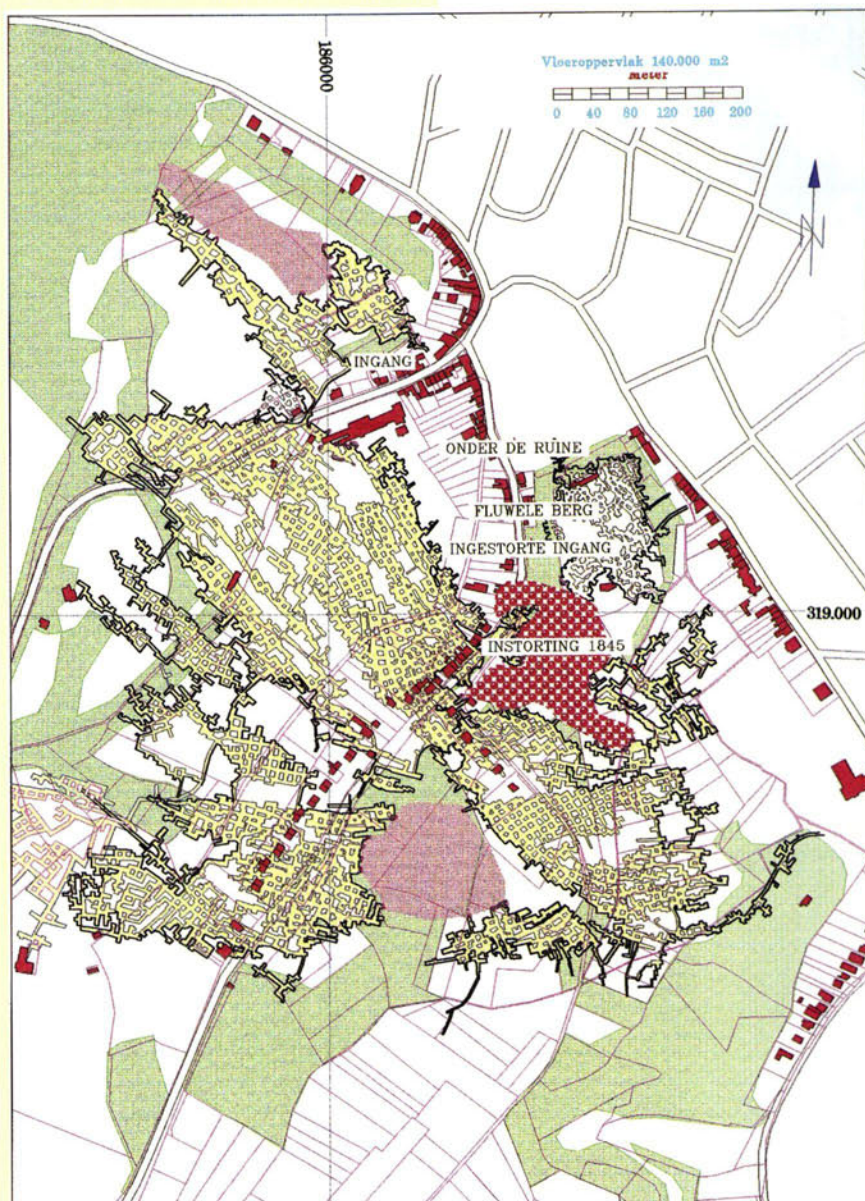 186000
Vloeroppervlak 140.000 m2
meter
0 40 80 120 160 200
N
INGANG
ONDER DE RUÏNE
FLUWELE BERG
INGESTORTE INGANG
319.000
INSTORTING 1845